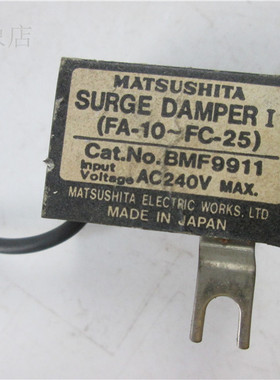 店
MATSUSHITA
SURGE DAMPER I
(FA-10~FC-25)
Cat.No.BMF9911
Input Voltage AC240V MAX.
MATSUSHITA ELECTRIC WORKS, LTD
MADE IN JAPAN